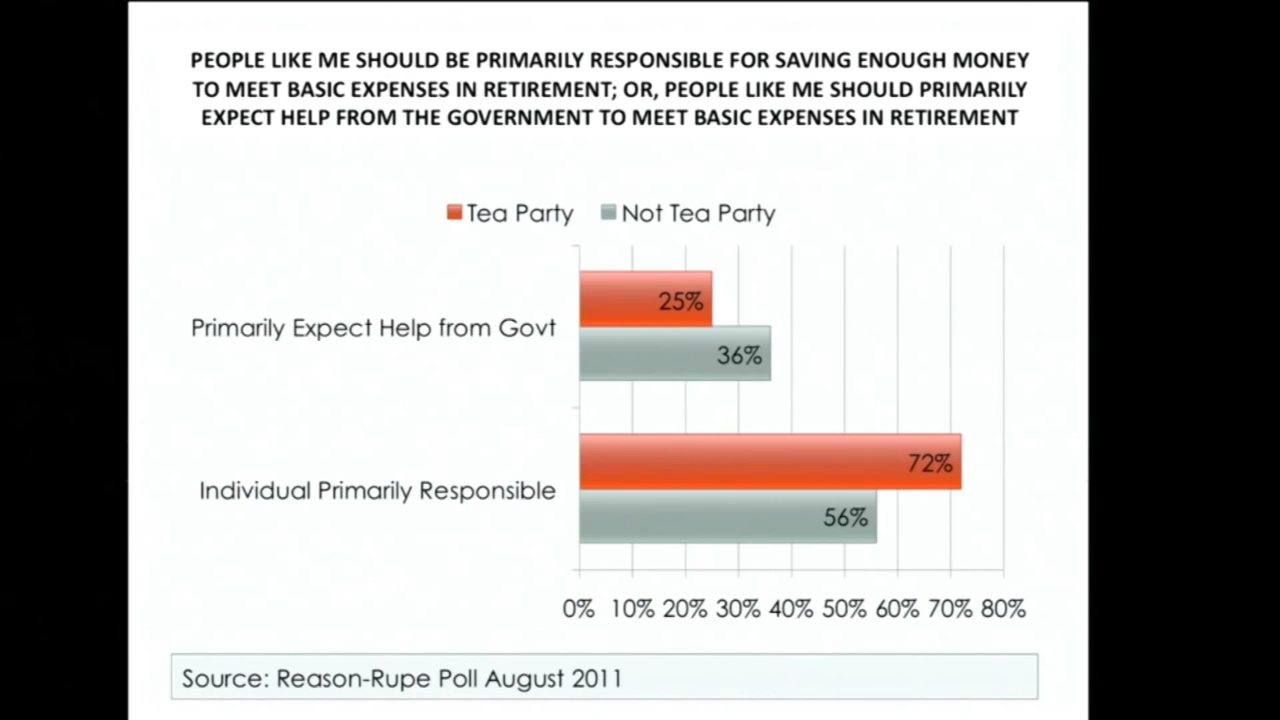 PEOPLE LIKE ME SHOULD BE PRIMARILY RESPONSIBLE FOR SAVING ENOUGH MONEY
TO MEET BASIC EXPENSES IN RETIREMENT; OR, PEOPLE LIKE ME SHOULD PRIMARILY
EXPECT HELP FROM THE GOVERNMENT TO MEET BASIC EXPENSES IN RETIREMENT
Tea Party Not Tea Party
Primarily Expect Help from Govt
25%
36%
Individual Primarily Responsible
72%
56%
0% 10% 20% 30% 40% 50% 60% 70% 80%
Source: Reason-Rupe Poll August 2011